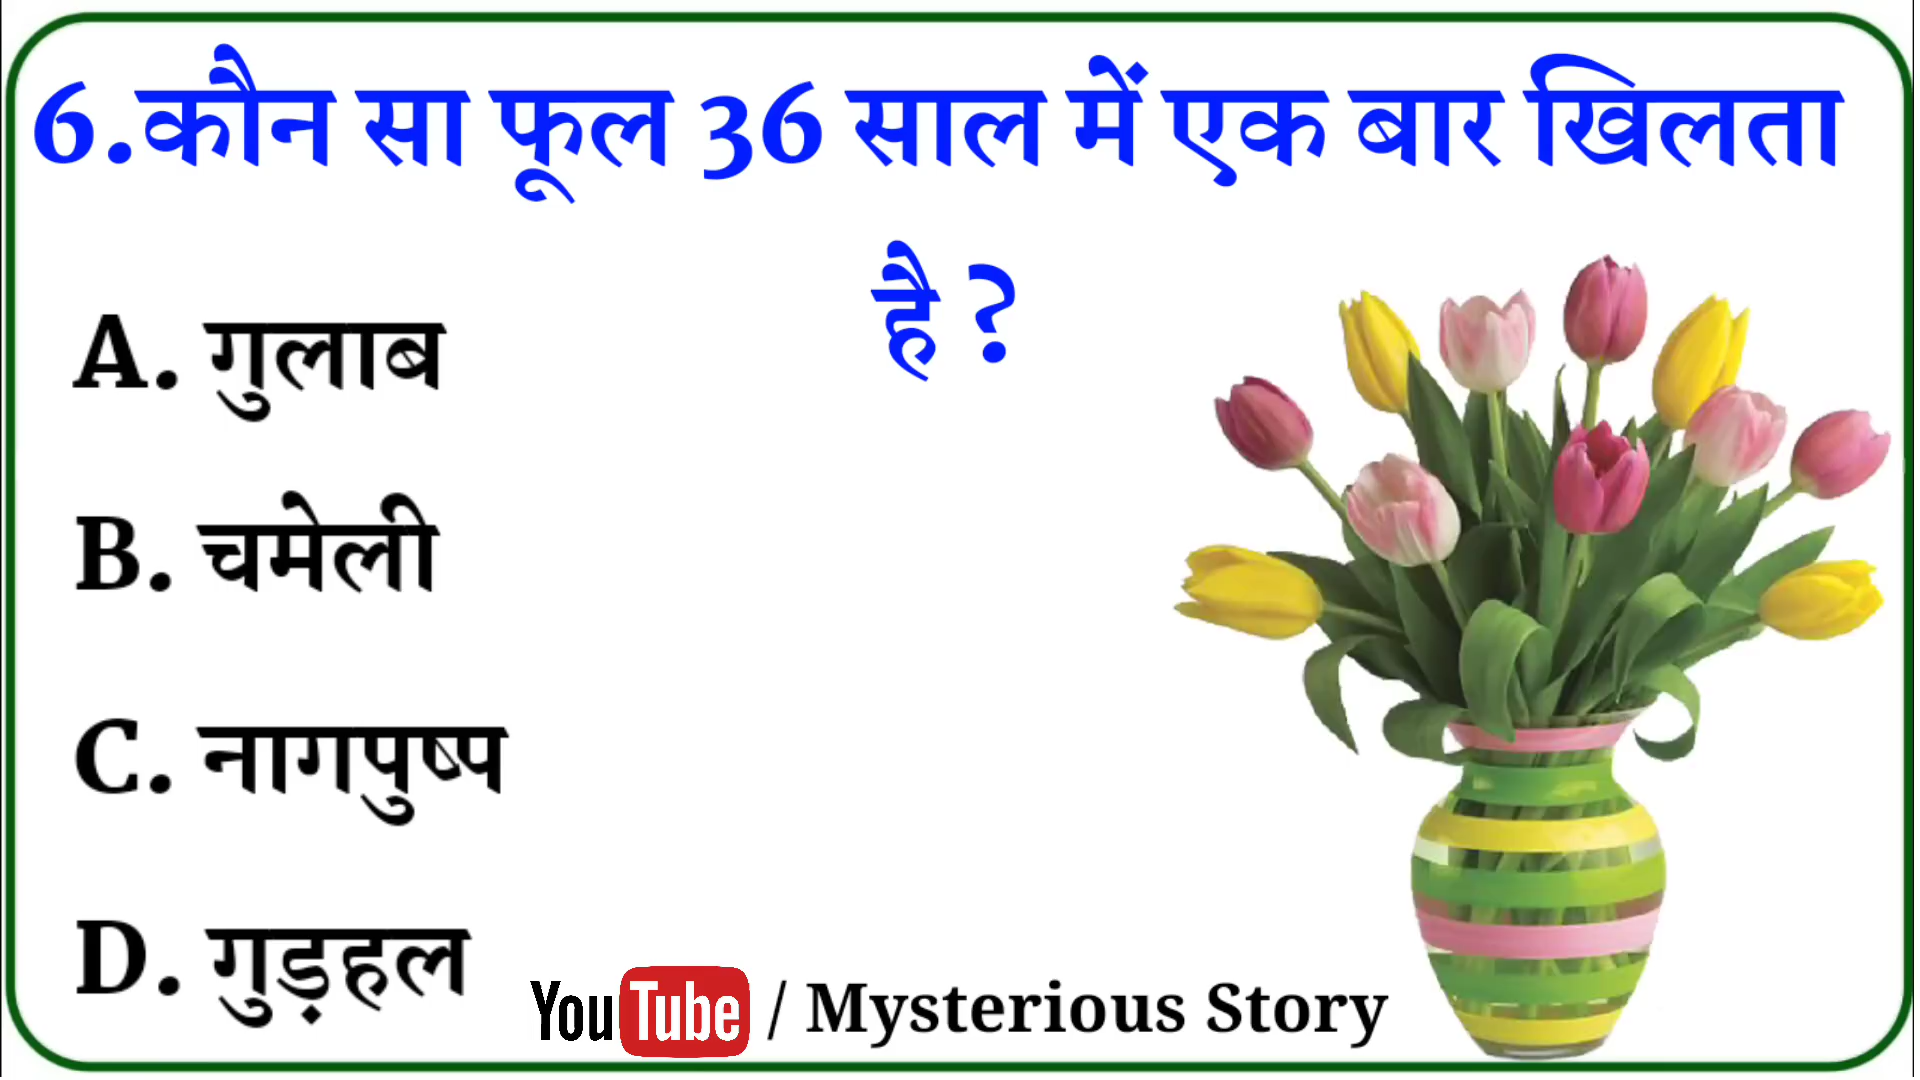 6.कौन सा फूल 36 साल में एक बार खिलता
है ?
A. गुलाब
B. चमेली
C. नागपुष्प
D. गुड़हल
YouTube / Mysterious Story